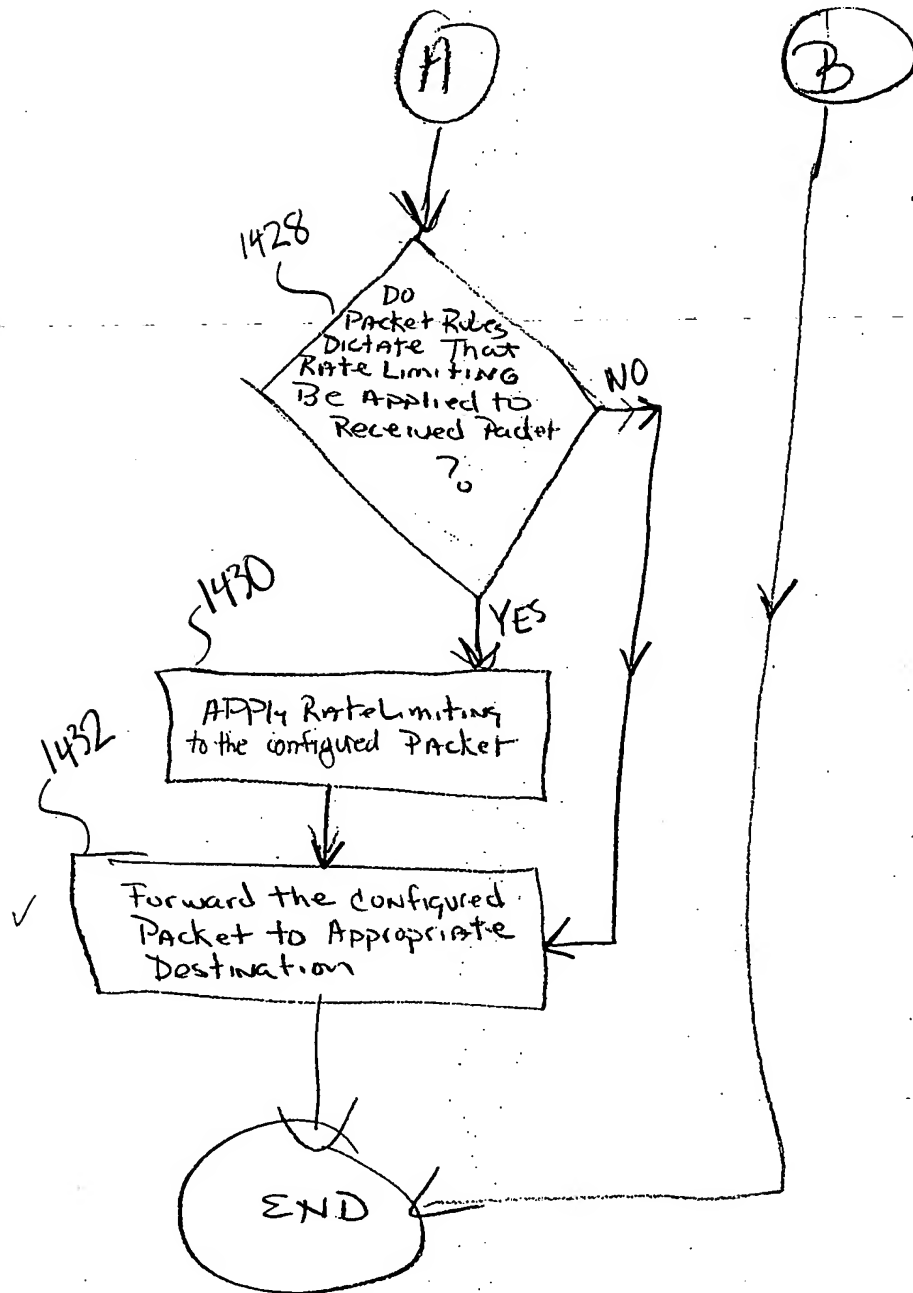 A
B
1428
DO
Packet Rules
Dictate That
Rate Limiting
Be Applied to
Received Packet
?
NO
YES
1430
APPly Rate Limiting
to the configured Packet
1432
Forward the Configured
Packet to Appropriate
Destination
END